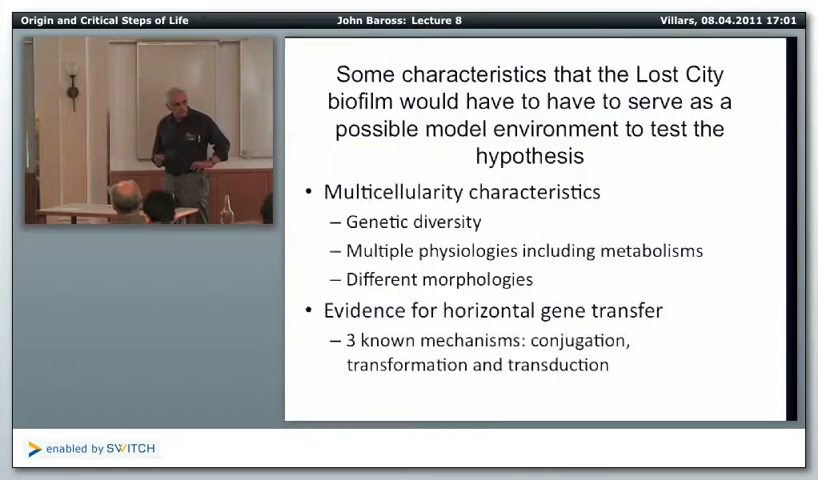 Origin and Critical Steps of Life
John Baross: Lecture 8
Villars, 08.04.2011 17:01
Some characteristics that the Lost City
biofilm would have to have to serve as a
possible model environment to test the
hypothesis
• Multicellularity characteristics
– Genetic diversity
– Multiple physiologies including metabolisms
– Different morphologies
• Evidence for horizontal gene transfer
– 3 known mechanisms: conjugation,
transformation and transduction
enabled by SWITCH